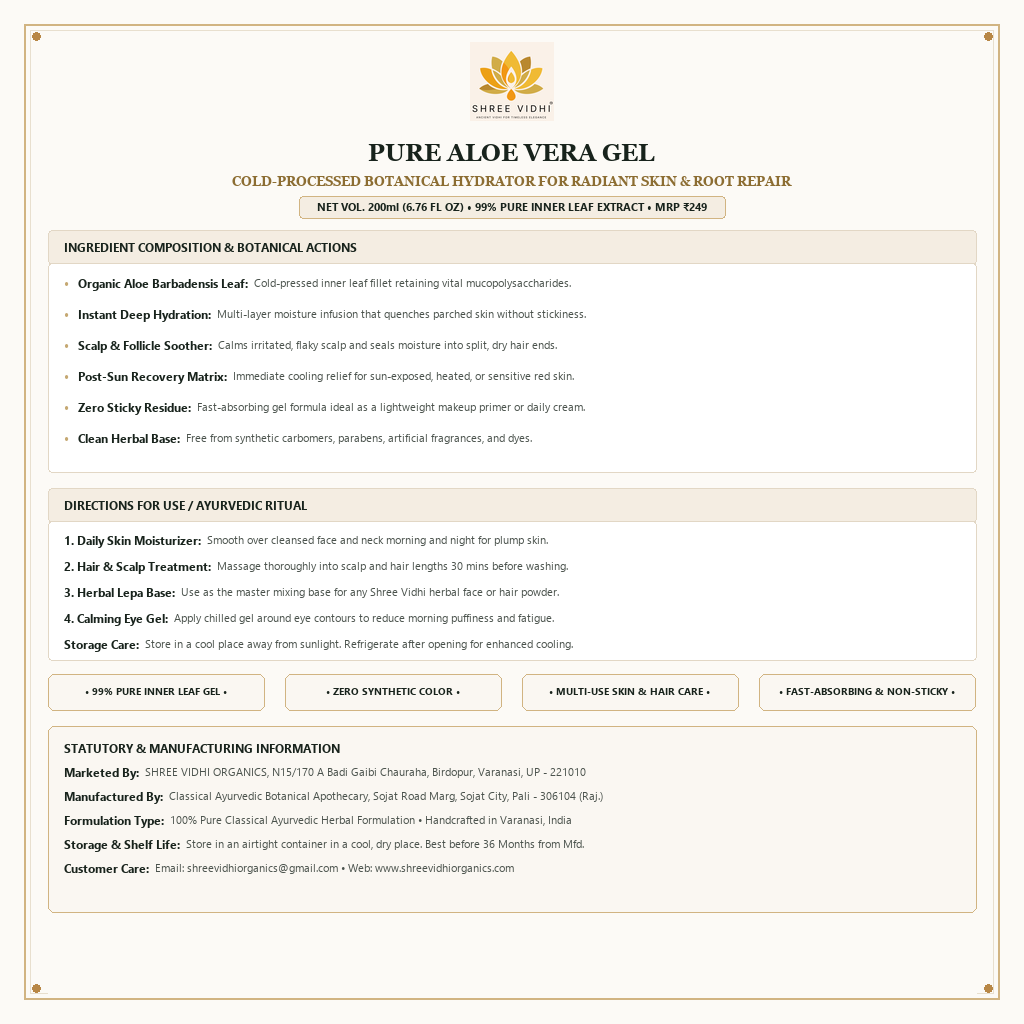 SHREE VIDHI
ANCIENT VIDHI FOR TIMELESS ELEGANCE
PURE ALOE VERA GEL
COLD-PROCESSED BOTANICAL HYDRATOR FOR RADIANT SKIN & ROOT REPAIR
NET VOL. 200ml (6.76 FL OZ) • 99% PURE INNER LEAF EXTRACT • MRP ₹249
INGREDIENT COMPOSITION & BOTANICAL ACTIONS
• Organic Aloe Barbadensis Leaf: Cold-pressed inner leaf fillet retaining vital mucopolysaccharides.
• Instant Deep Hydration: Multi-layer moisture infusion that quenches parched skin without stickiness.
• Scalp & Follicle Soother: Calms irritated, flaky scalp and seals moisture into split, dry hair ends.
• Post-Sun Recovery Matrix: Immediate cooling relief for sun-exposed, heated, or sensitive red skin.
• Zero Sticky Residue: Fast-absorbing gel formula ideal as a lightweight makeup primer or daily cream.
• Clean Herbal Base: Free from synthetic carbomers, parabens, artificial fragrances, and dyes.
DIRECTIONS FOR USE / AYURVEDIC RITUAL
1. Daily Skin Moisturizer: Smooth over cleansed face and neck morning and night for plump skin.
2. Hair & Scalp Treatment: Massage thoroughly into scalp and hair lengths 30 mins before washing.
3. Herbal Lepa Base: Use as the master mixing base for any Shree Vidhi herbal face or hair powder.
4. Calming Eye Gel: Apply chilled gel around eye contours to reduce morning puffiness and fatigue.
Storage Care: Store in a cool place away from sunlight. Refrigerate after opening for enhanced cooling.
• 99% PURE INNER LEAF GEL •
• ZERO SYNTHETIC COLOR •
• MULTI-USE SKIN & HAIR CARE •
• FAST-ABSORBING & NON-STICKY •
STATUTORY & MANUFACTURING INFORMATION
Marketed By: SHREE VIDHI ORGANICS, N15/170 A Badi Gaibi Chauraha, Birdopur, Varanasi, UP - 221010
Manufactured By: Classical Ayurvedic Botanical Apothecary, Sojat Road Marg, Sojat City, Pali - 306104 (Raj.)
Formulation Type: 100% Pure Classical Ayurvedic Herbal Formulation • Handcrafted in Varanasi, India
Storage & Shelf Life: Store in an airtight container in a cool, dry place. Best before 36 Months from Mfd.
Customer Care: Email: shreevidhiorganics@gmail.com • Web: www.shreevidhiorganics.com